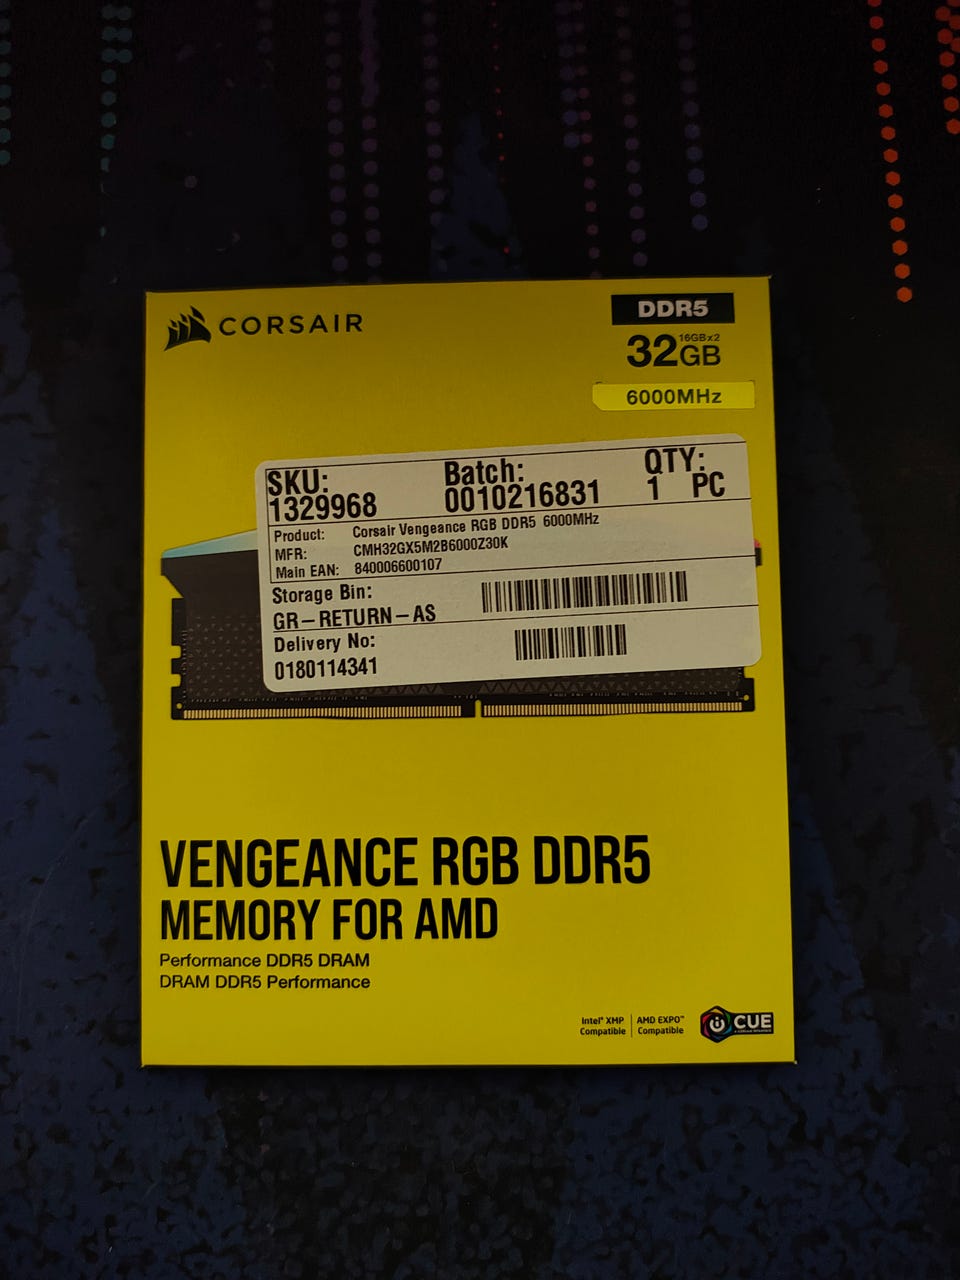 CORSAIR
DDR5
16GBx2
32GB
6000MHz
SKU: Batch: QTY:
1329968 0010216831 1 PC
Product: Corsair Vengeance RGB DDR5 6000MHz
MFR: CMH32GX5M2B6000Z30K
Main EAN: 840006600107
Storage Bin:
GR-RETURN-AS
Delivery No:
0180114341
VENGEANCE RGB DDR5
MEMORY FOR AMD
Performance DDR5 DRAM
DRAM DDR5 Performance
Intel® XMP AMD EXPO™
Compatible Compatible
iCUE